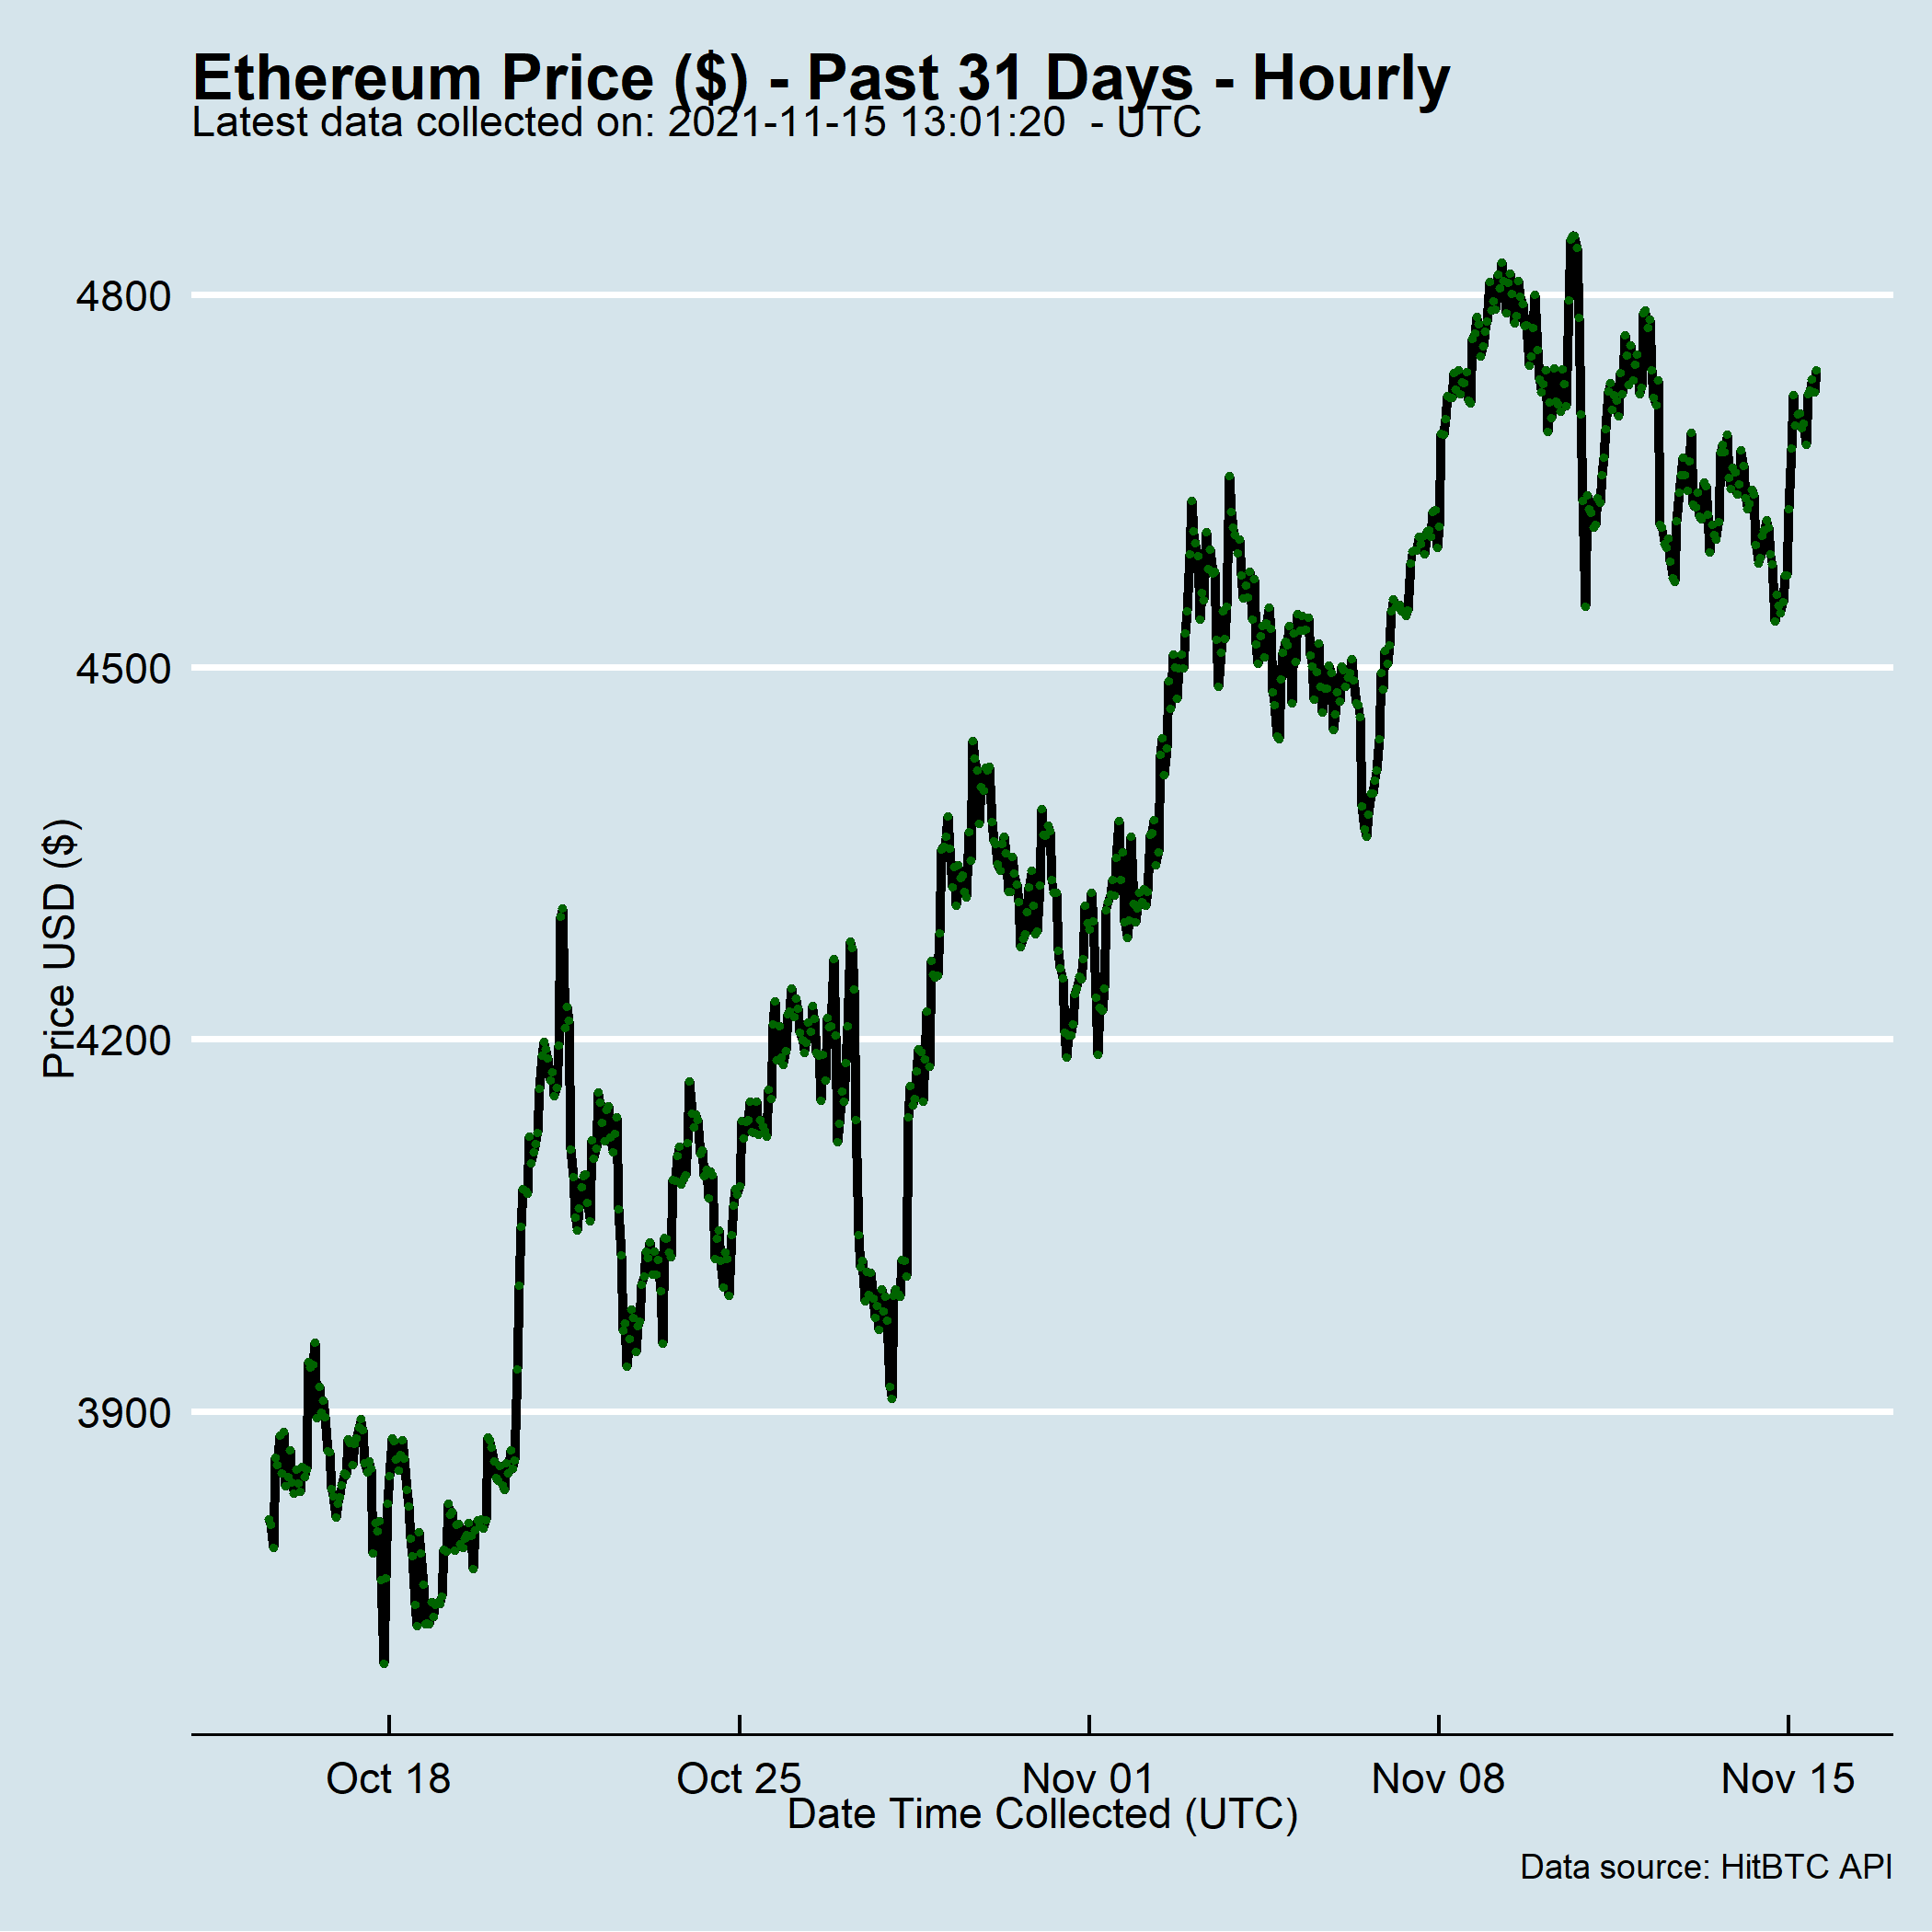 Ethereum Price ($) - Past 31 Days - Hourly
Latest data collected on: 2021-11-15 13:01:20  - UTC
4800
4500
4200
3900
Price USD ($)
Oct 18
Oct 25
Nov 01
Nov 08
Nov 15
Date Time Collected (UTC)
Data source: HitBTC API